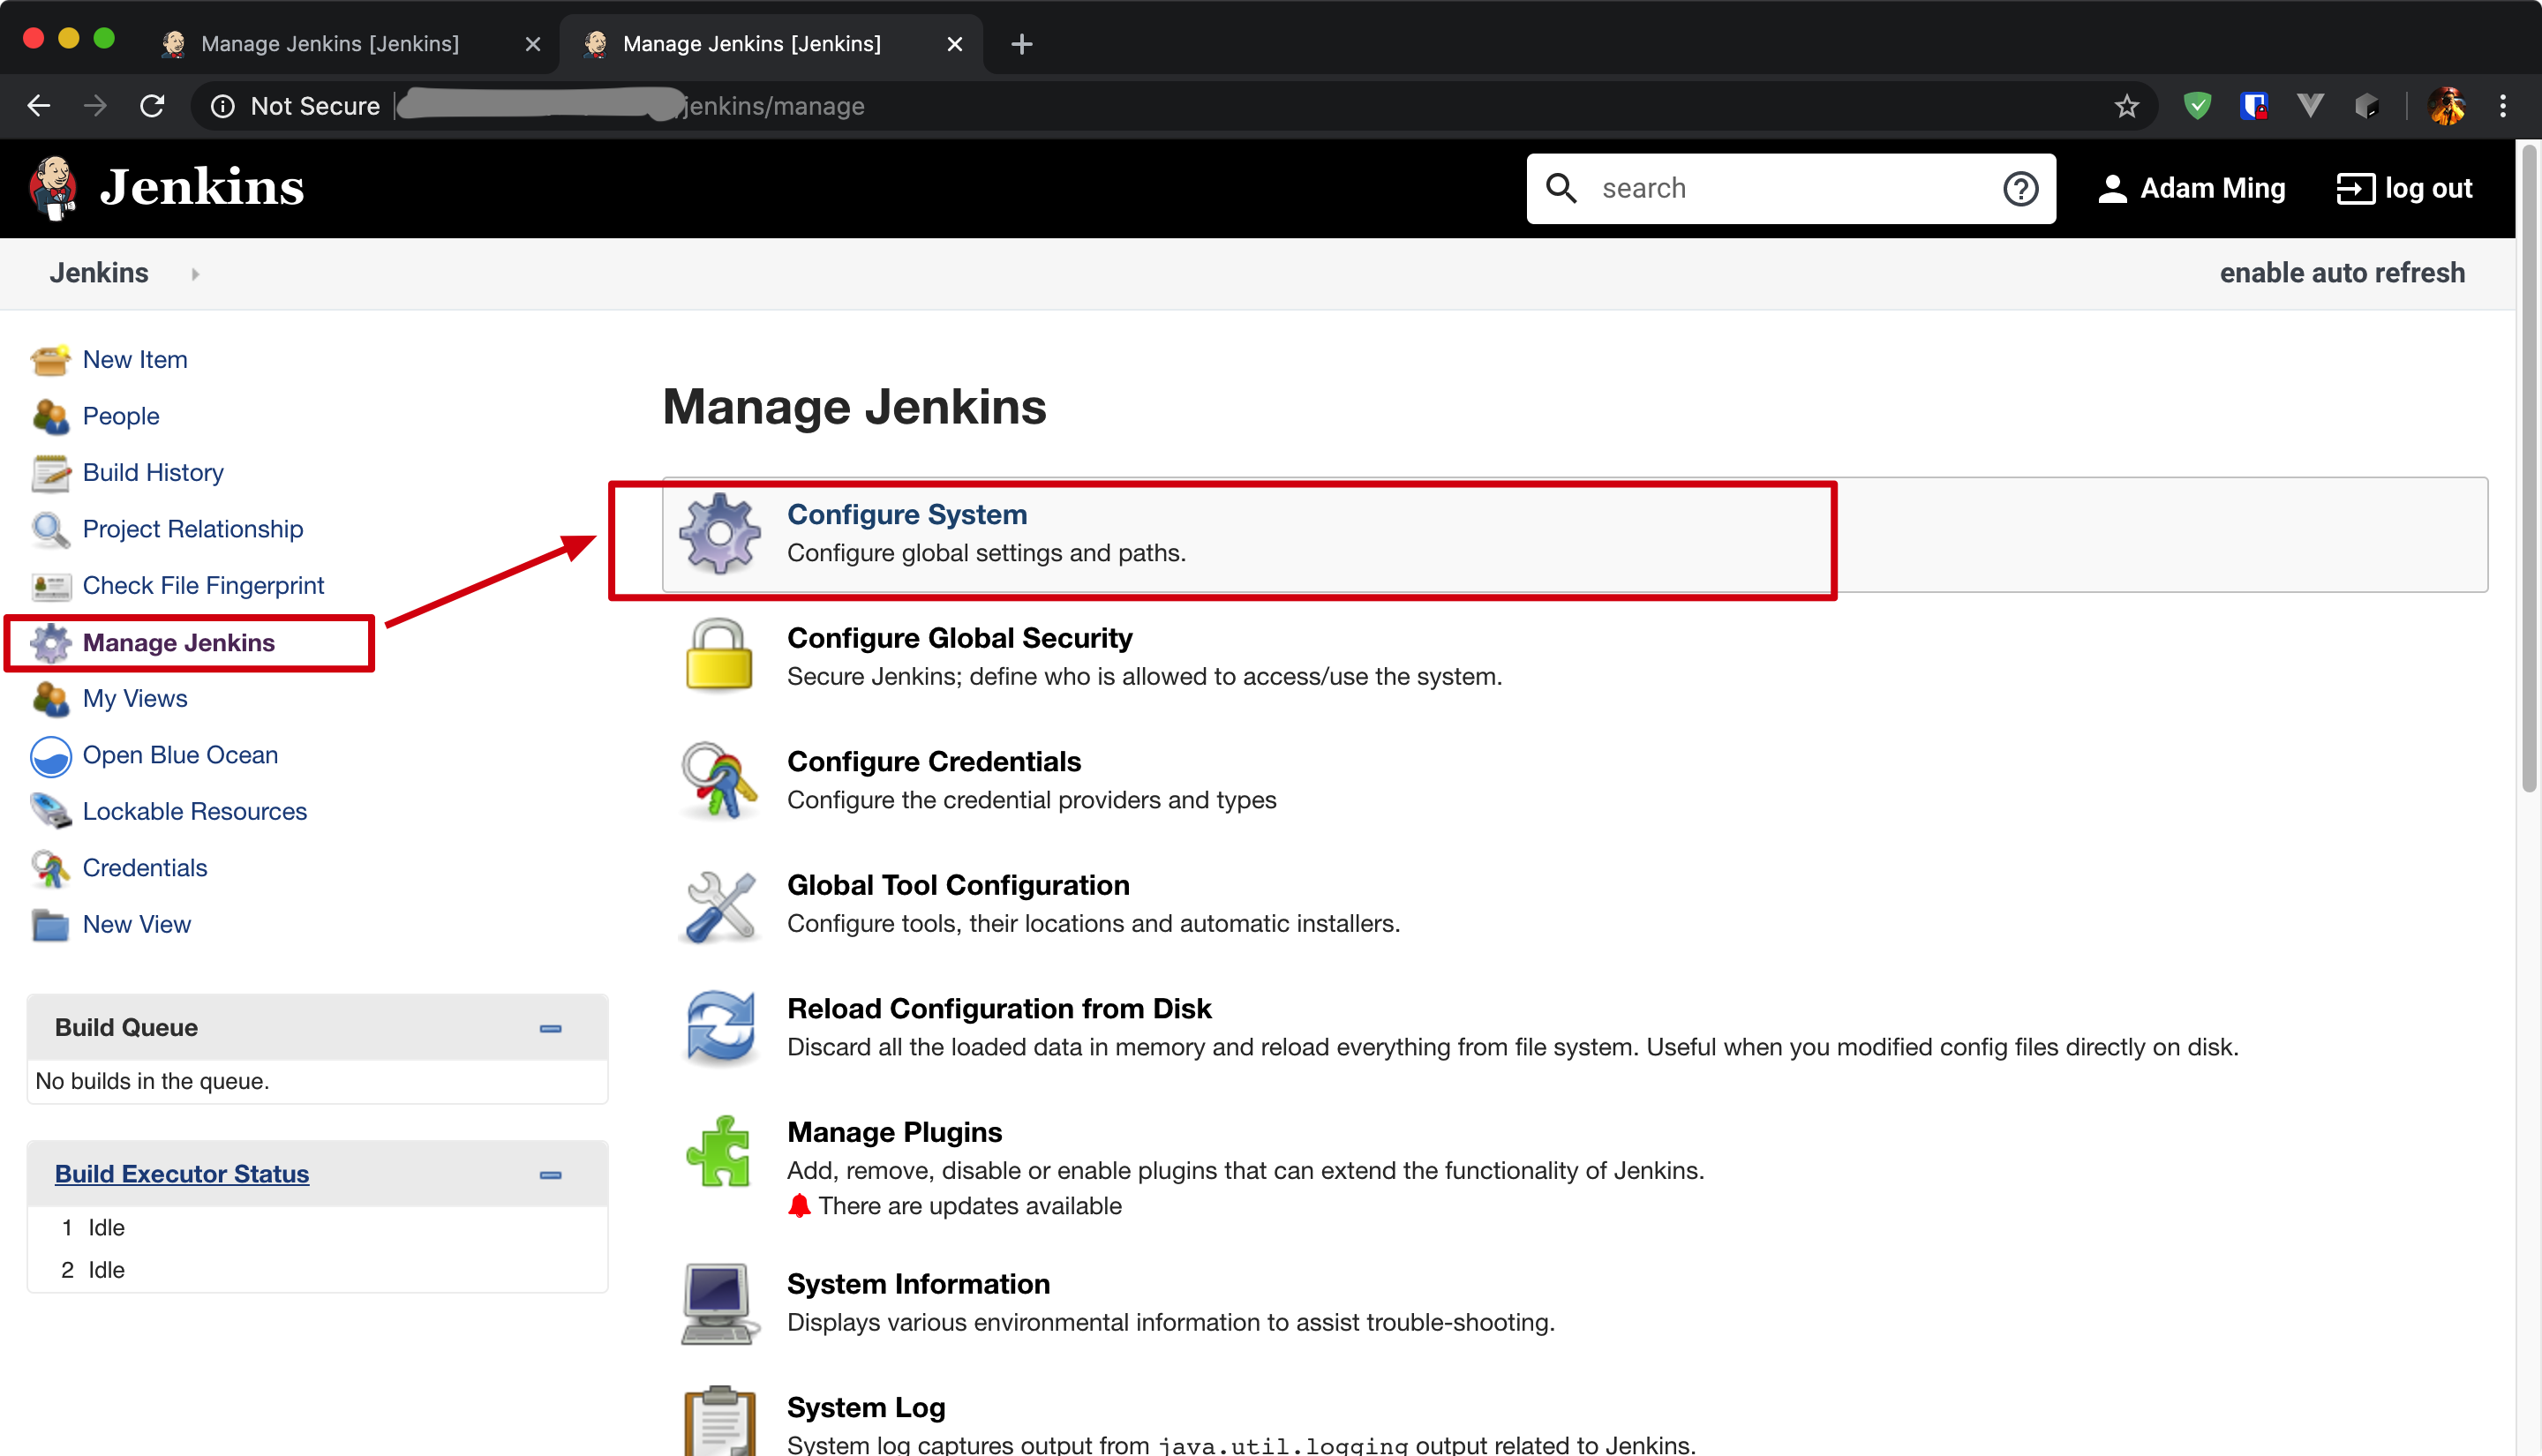 Manage Jenkins [Jenkins]
Manage Jenkins [Jenkins]
Not Secure jenkins/manage
Jenkins
search
Adam Ming
log out
Jenkins
enable auto refresh
New Item
People
Build History
Project Relationship
Check File Fingerprint
Manage Jenkins
My Views
Open Blue Ocean
Lockable Resources
Credentials
New View
Build Queue
No builds in the queue.
Build Executor Status
1 Idle
2 Idle
Manage Jenkins
Configure System
Configure global settings and paths.
Configure Global Security
Secure Jenkins; define who is allowed to access/use the system.
Configure Credentials
Configure the credential providers and types
Global Tool Configuration
Configure tools, their locations and automatic installers.
Reload Configuration from Disk
Discard all the loaded data in memory and reload everything from file system. Useful when you modified config files directly on disk.
Manage Plugins
Add, remove, disable or enable plugins that can extend the functionality of Jenkins.
There are updates available
System Information
Displays various environmental information to assist trouble-shooting.
System Log
System log captures output from java.util.logging output related to Jenkins.